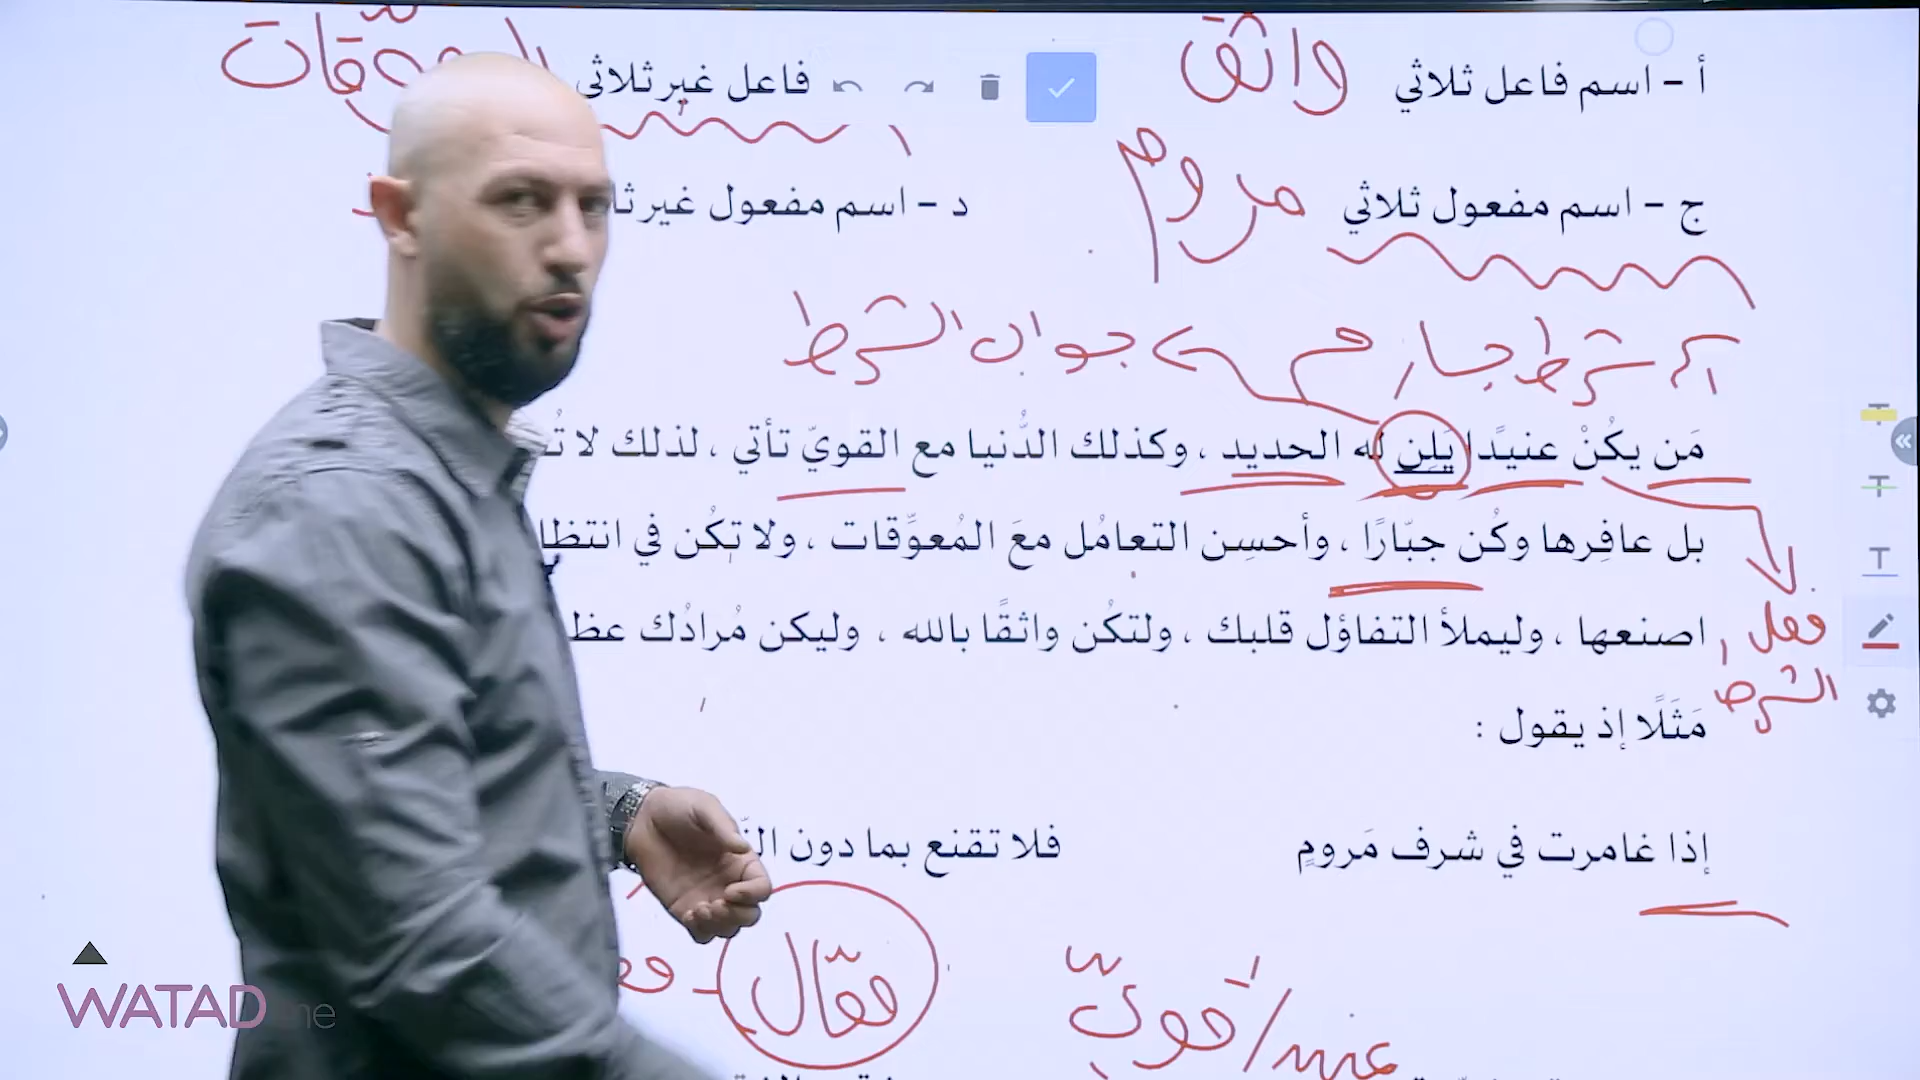 أ - اسم فاعل ثلاثي واثق فاعل غير ثلاثي
ج - اسم مفعول ثلاثي مروم د - اسم مفعول غير
شرط جازم جواب الشرط
مَن يكُنْ عنيدًا يَلِن له الحديد ، وكذلك الدُّنيا مع القويّ تأتي ، لذلك لا
بل عافِرها وكُن جبّارًا ، وأحسِن التعامُل معَ المُعوِّقات ، ولا تكُن في
اصنعها ، وليملأ التفاؤل قلبك ، ولتكُن واثقًا بالله ، وليكن مُرادُك
فعل
الشرط
مَثَلًا إذ يقول :
إذا غامرت في شرف مَرومٍ فلا تقنع بما دون
فعّال
عنيد / قويّ
WATAD